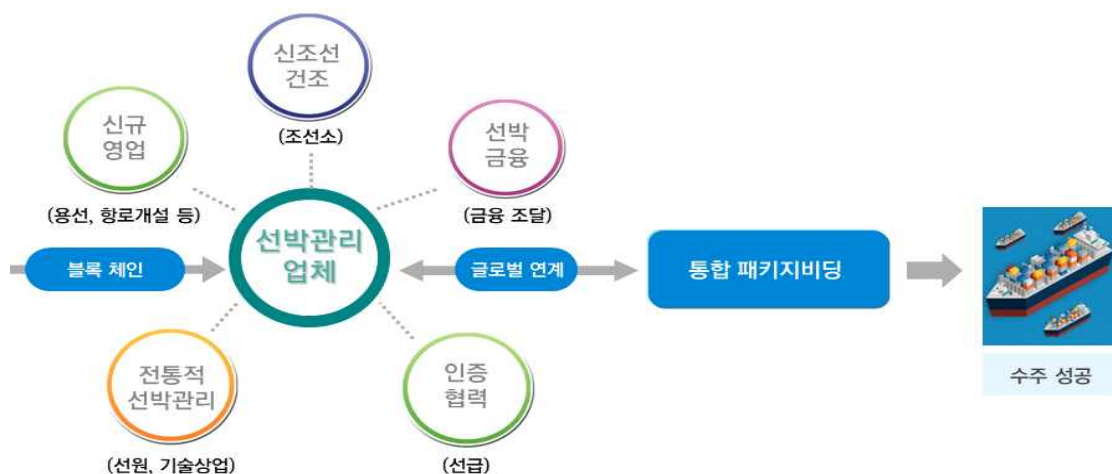 신조선
건조
(조선소)
신규
영업
(용선, 항로개설 등)
선박
금융
(금융 조달)
선박관리
업체
블록 체인
글로벌 연계
통합 패키지비딩
수주 성공
전통적
선박관리
(선원, 기술상업)
인증
협력
(선급)